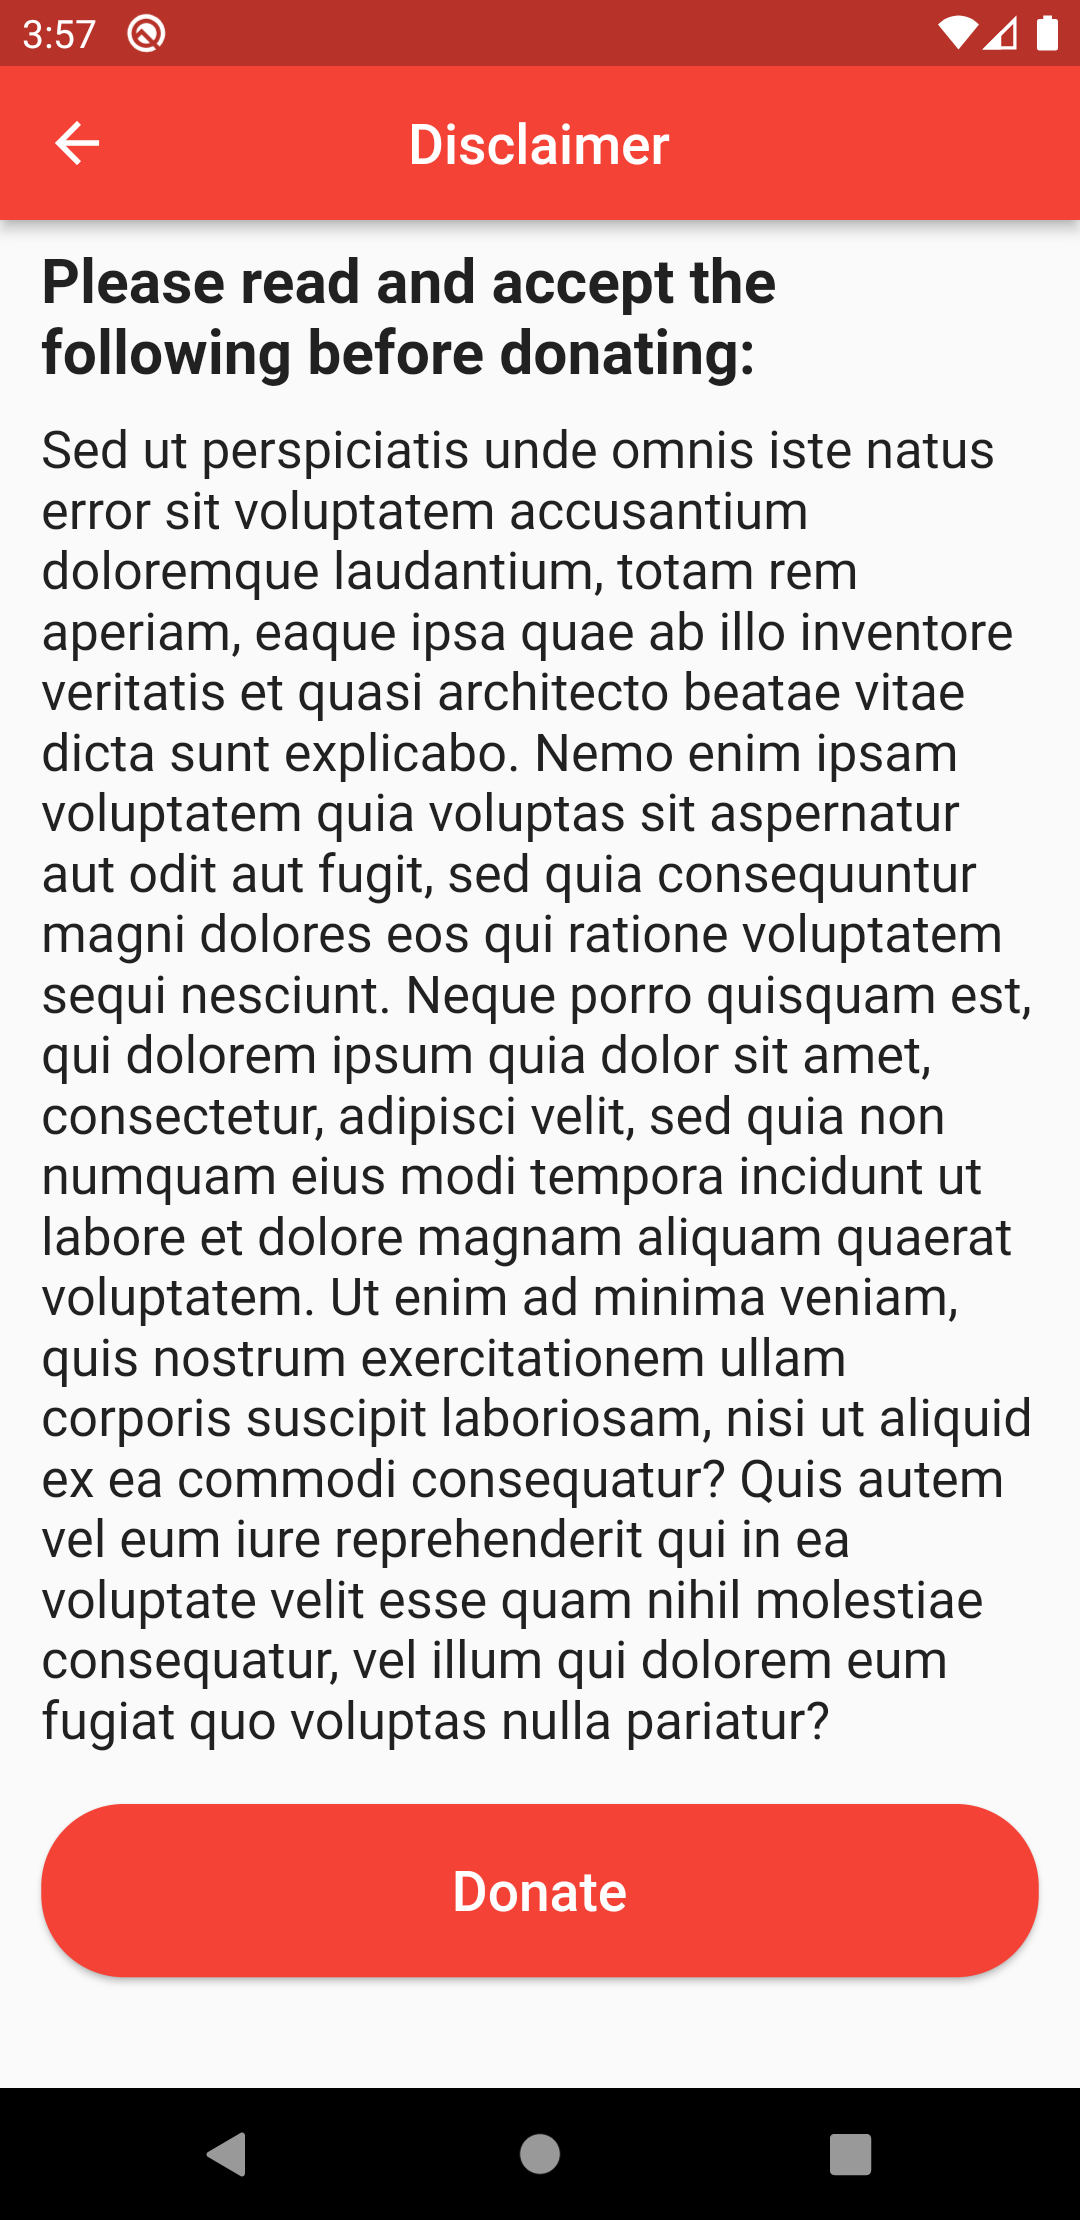 3:57
Disclaimer
Please read and accept the
following before donating:
Sed ut perspiciatis unde omnis iste natus
error sit voluptatem accusantium
doloremque laudantium, totam rem
aperiam, eaque ipsa quae ab illo inventore
veritatis et quasi architecto beatae vitae
dicta sunt explicabo. Nemo enim ipsam
voluptatem quia voluptas sit aspernatur
aut odit aut fugit, sed quia consequuntur
magni dolores eos qui ratione voluptatem
sequi nesciunt. Neque porro quisquam est,
qui dolorem ipsum quia dolor sit amet,
consectetur, adipisci velit, sed quia non
numquam eius modi tempora incidunt ut
labore et dolore magnam aliquam quaerat
voluptatem. Ut enim ad minima veniam,
quis nostrum exercitationem ullam
corporis suscipit laboriosam, nisi ut aliquid
ex ea commodi consequatur? Quis autem
vel eum iure reprehenderit qui in ea
voluptate velit esse quam nihil molestiae
consequatur, vel illum qui dolorem eum
fugiat quo voluptas nulla pariatur?
Donate